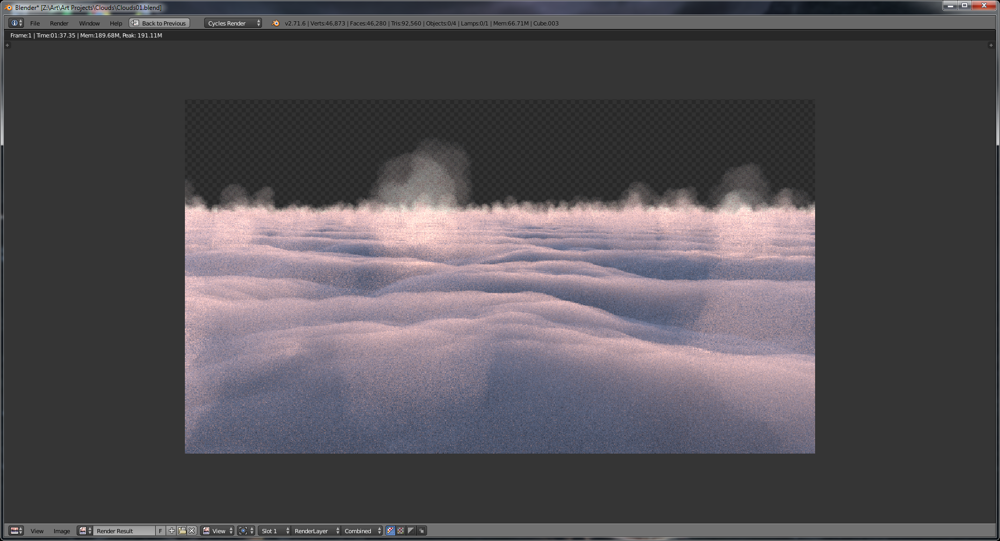 Blender* [Z:\Art\Art Projects\Clouds\Clouds01.blend]
File Render Window Help Back to Previous Cycles Render v2.71.6 | Verts:46,873 | Faces:46,280 | Tris:92,560 | Objects:0/4 | Lamps:0/1 | Mem:66.71M | Cube.003
Frame:1 | Time:01:37.35 | Mem:189.68M, Peak: 191.11M
View Image Render Result F View Slot 1 RenderLayer Combined